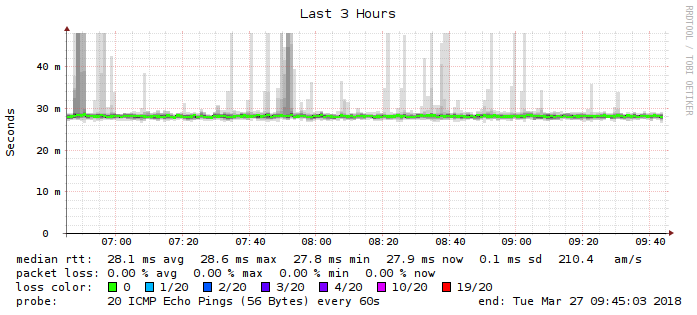 Last 3 Hours
RRDTOOL / TOBI OETIKER
Seconds
40 m
30 m
20 m
10 m
0
07:00 07:20 07:40 08:00 08:20 08:40 09:00 09:20 09:40
median rtt: 28.1 ms avg 28.6 ms max 27.8 ms min 27.9 ms now 0.1 ms sd 210.4 am/s
packet loss: 0.00 % avg 0.00 % max 0.00 % min 0.00 % now
loss color: 0 1/20 2/20 3/20 4/20 10/20 19/20
probe: 20 ICMP Echo Pings (56 Bytes) every 60s end: Tue Mar 27 09:45:03 2018